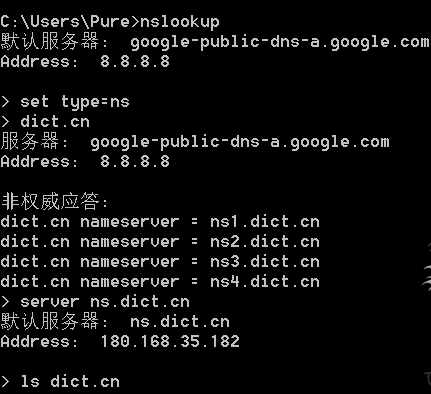 C:\Users\Pure>nslookup
默认服务器:  google-public-dns-a.google.com
Address:  8.8.8.8
> set type=ns
> dict.cn
服务器:  google-public-dns-a.google.com
Address:  8.8.8.8
非权威应答:
dict.cn nameserver = ns1.dict.cn
dict.cn nameserver = ns2.dict.cn
dict.cn nameserver = ns3.dict.cn
dict.cn nameserver = ns4.dict.cn
> server ns.dict.cn
默认服务器:  ns.dict.cn
Address:  180.168.35.182
> ls dict.cn